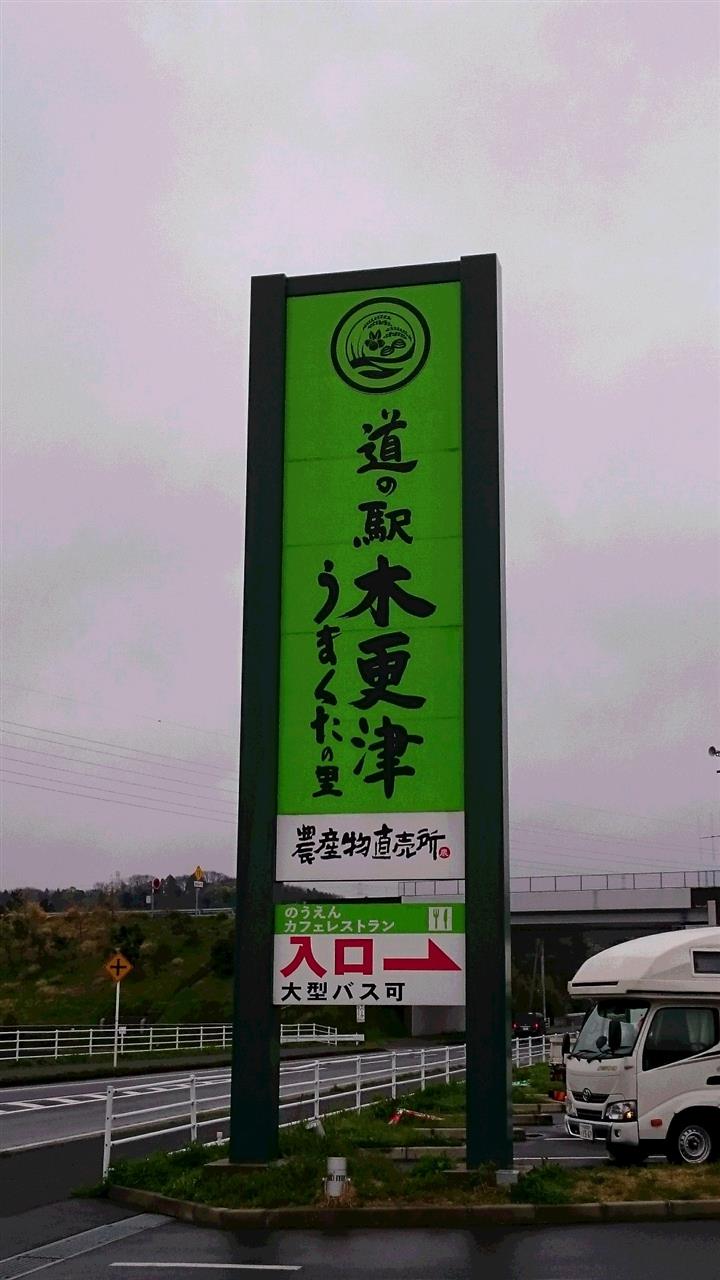 道の駅
木更津
うまくたの里
農産物直売所
のうえん
カフェレストラン
入口
大型バス可